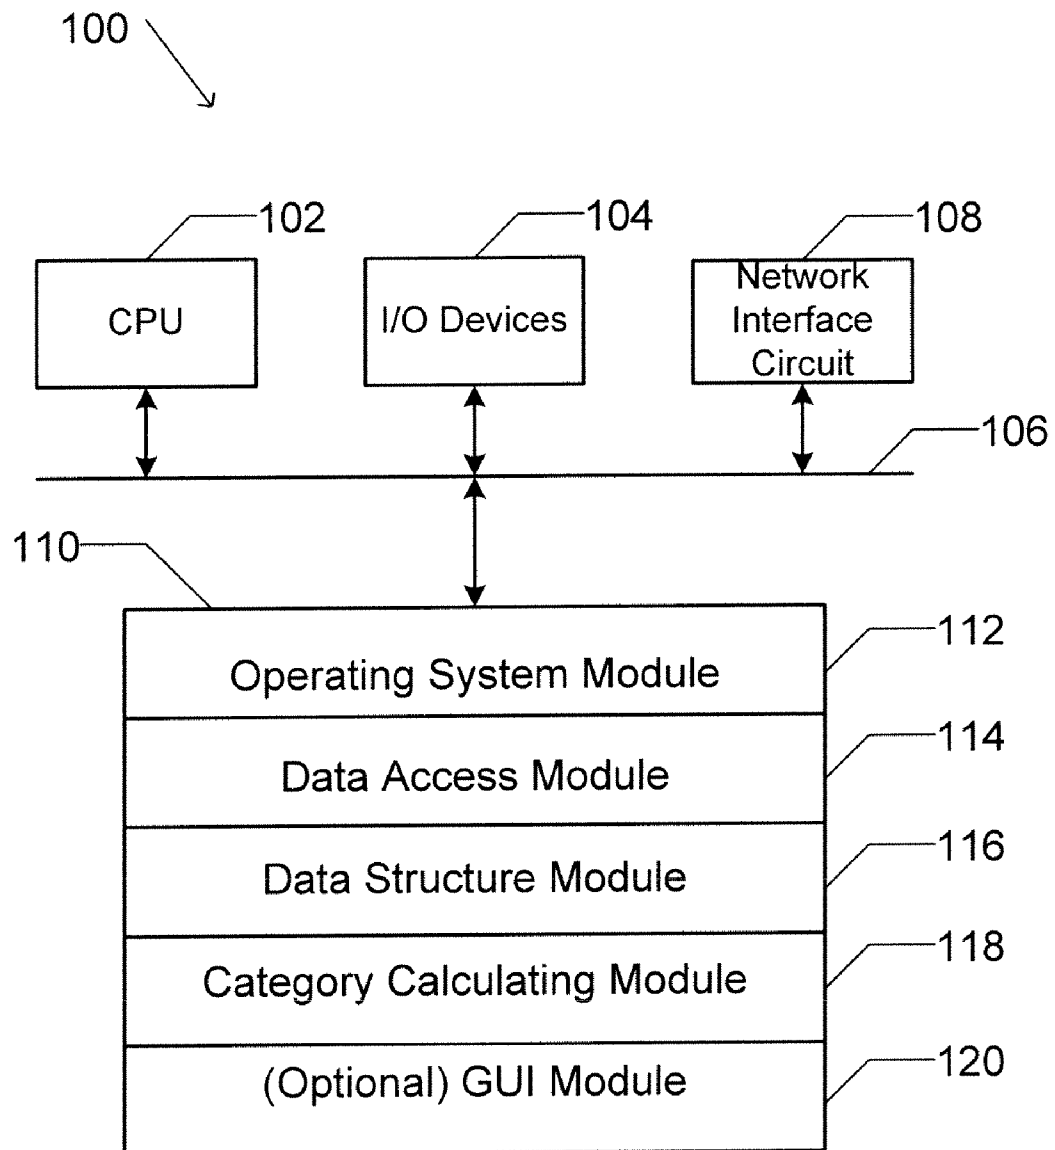 100
102
104
108
CPU
I/O Devices
Network
Interface
Circuit
106
110
112
Operating System Module
114
Data Access Module
116
Data Structure Module
118
Category Calculating Module
120
(Optional) GUI Module